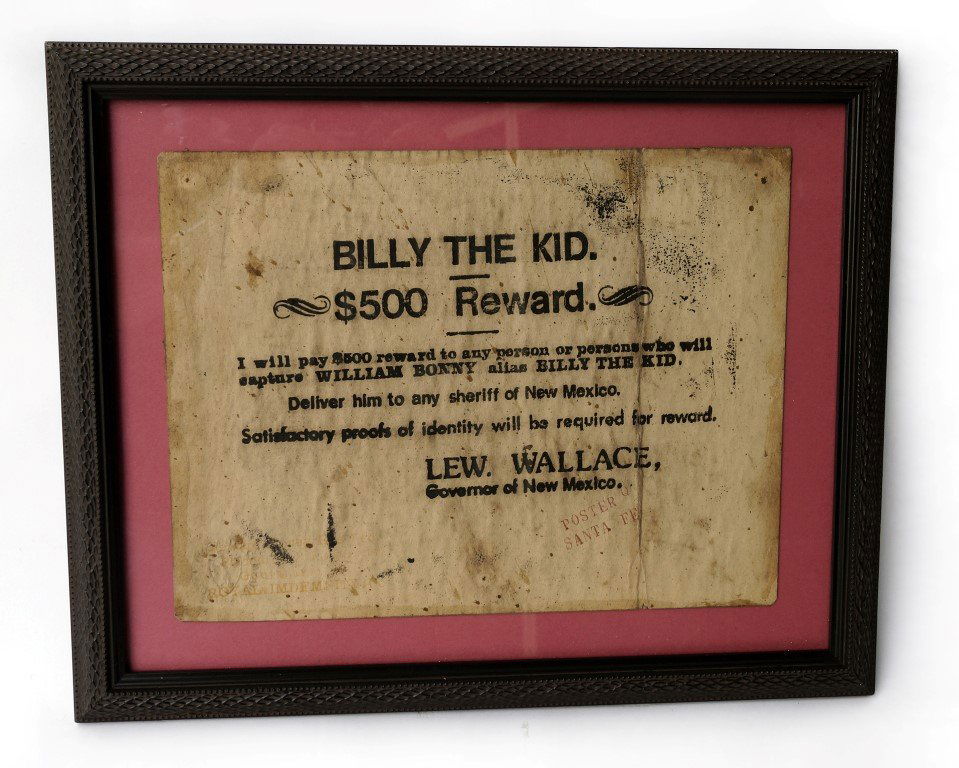 BILLY THE KID.
$500 Reward.
I will pay $500 reward to any person or persons who will
capture WILLIAM BONNY alias BILLY THE KID.
Deliver him to any sheriff of New Mexico.
Satisfactory proofs of identity will be required for reward.
LEW. WALLACE,
Governor of New Mexico.
POSTER
SANTA FE